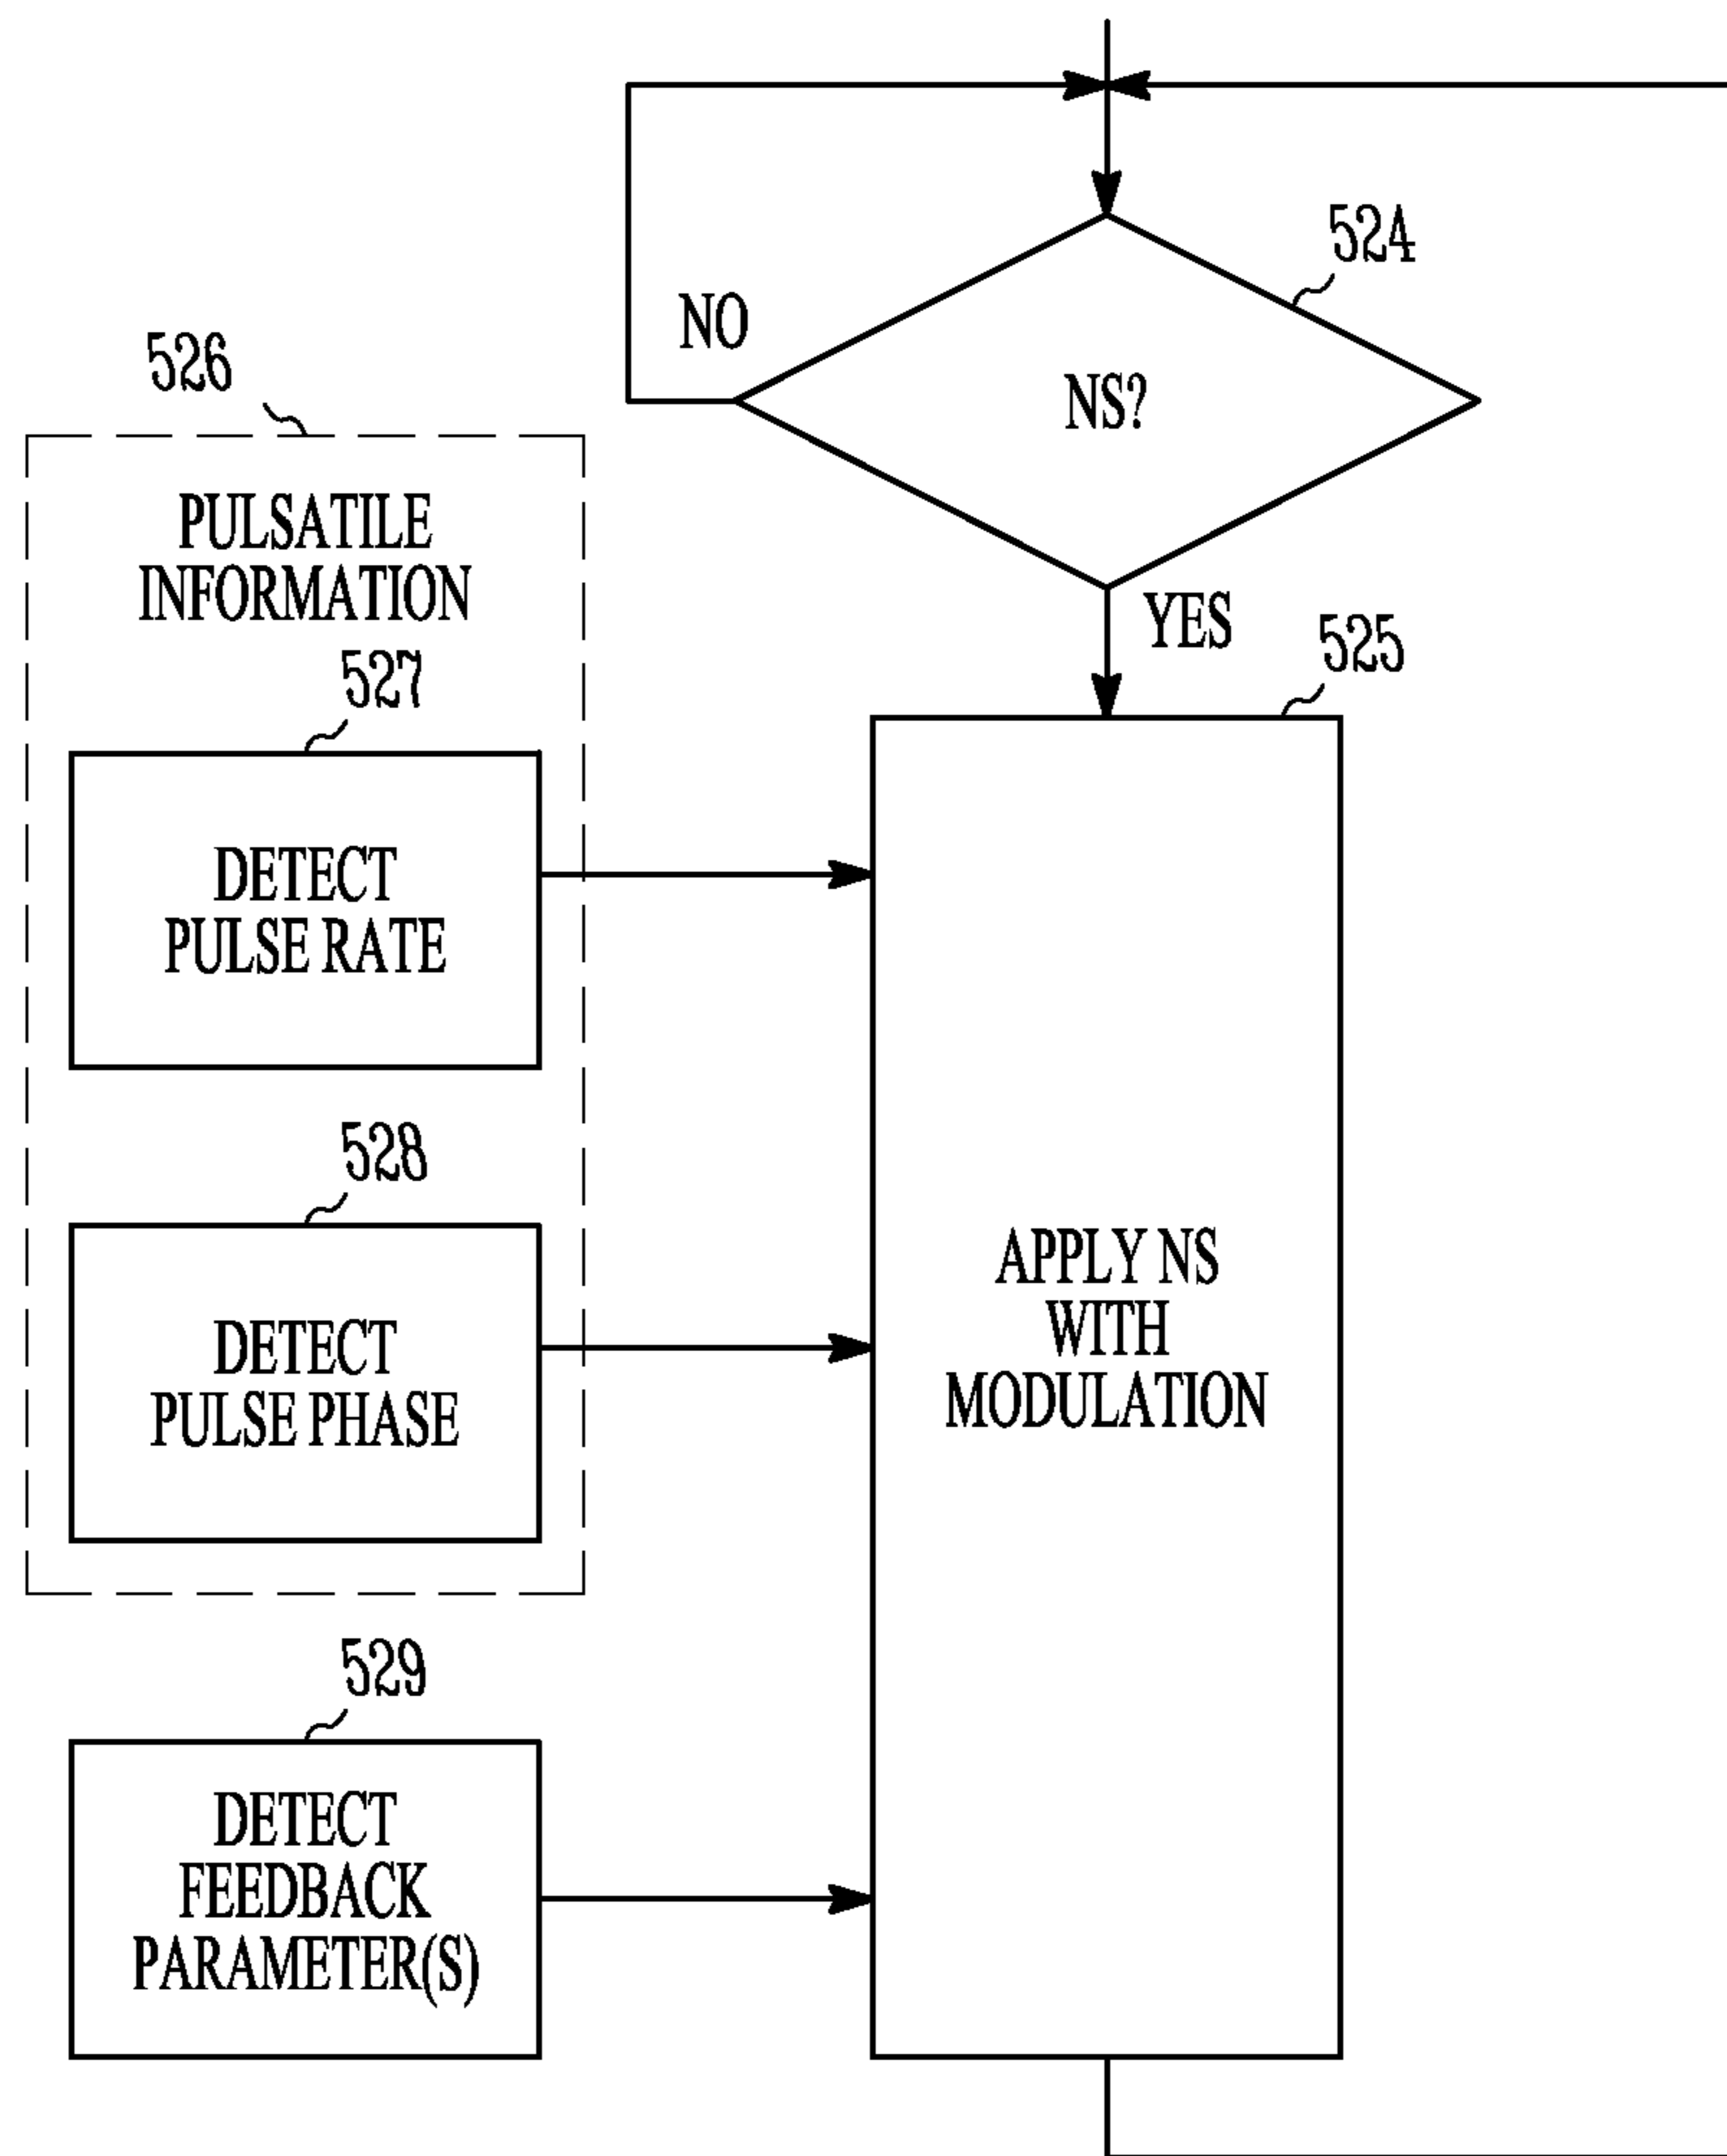 524
NO
NS?
526
YES
525
PULSATILE
INFORMATION
527
DETECT
PULSE RATE
528
DETECT
PULSE PHASE
APPLY NS
WITH
MODULATION
529
DETECT
FEEDBACK
PARAMETER(S)